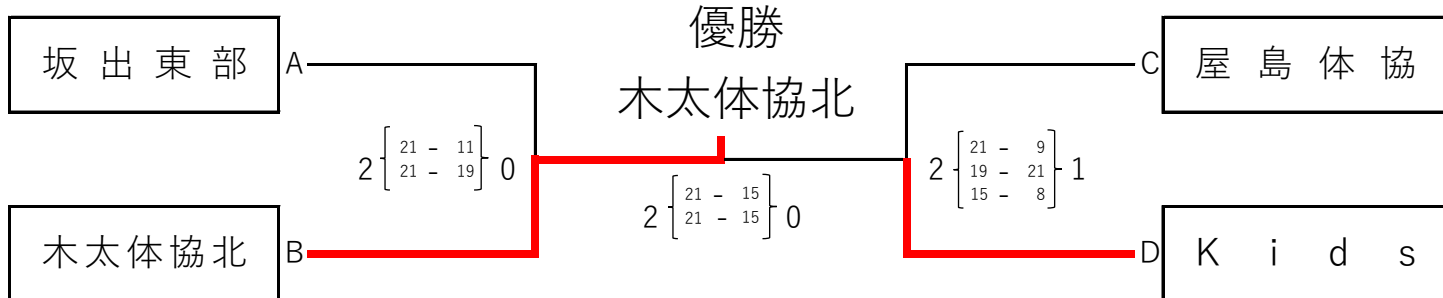 優勝
木太体協北
坂出東部 A
C 屋島体協
2 [21 - 11] 0
[21 - 19]
2 [21 - 9] 1
[19 - 21]
[15 - 8]
2 [21 - 15] 0
[21 - 15]
木太体協北 B
D Kids